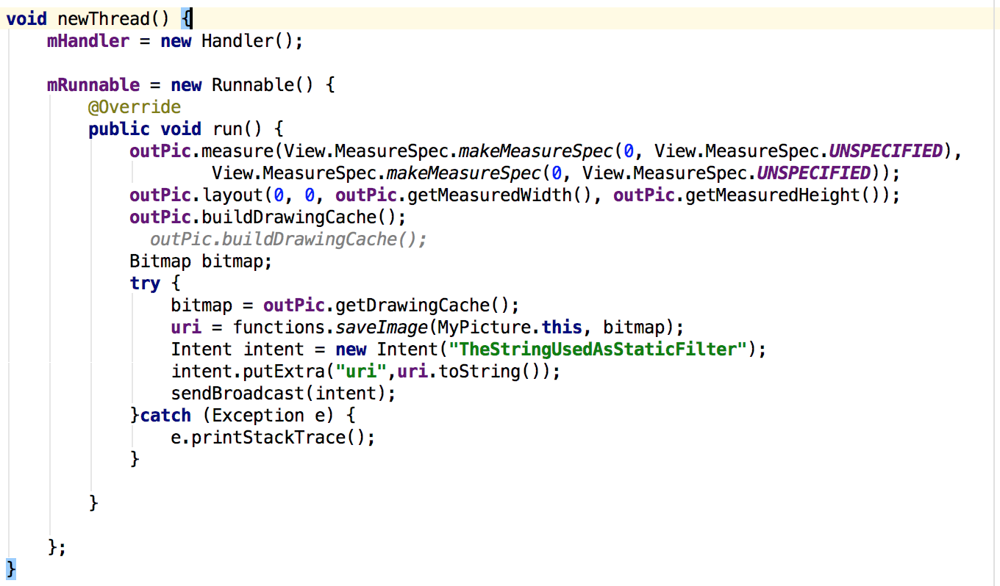 void newThread() {
    mHandler = new Handler();

    mRunnable = new Runnable() {
        @Override
        public void run() {
            outPic.measure(View.MeasureSpec.makeMeasureSpec(0, View.MeasureSpec.UNSPECIFIED),
                    View.MeasureSpec.makeMeasureSpec(0, View.MeasureSpec.UNSPECIFIED));
            outPic.layout(0, 0, outPic.getMeasuredWidth(), outPic.getMeasuredHeight());
            outPic.buildDrawingCache();
              outPic.buildDrawingCache();
            Bitmap bitmap;
            try {
                bitmap = outPic.getDrawingCache();
                uri = functions.saveImage(MyPicture.this, bitmap);
                Intent intent = new Intent("TheStringUsedAsStaticFilter");
                intent.putExtra("uri",uri.toString());
                sendBroadcast(intent);
            }catch (Exception e) {
                e.printStackTrace();
            }

        }

    };
}